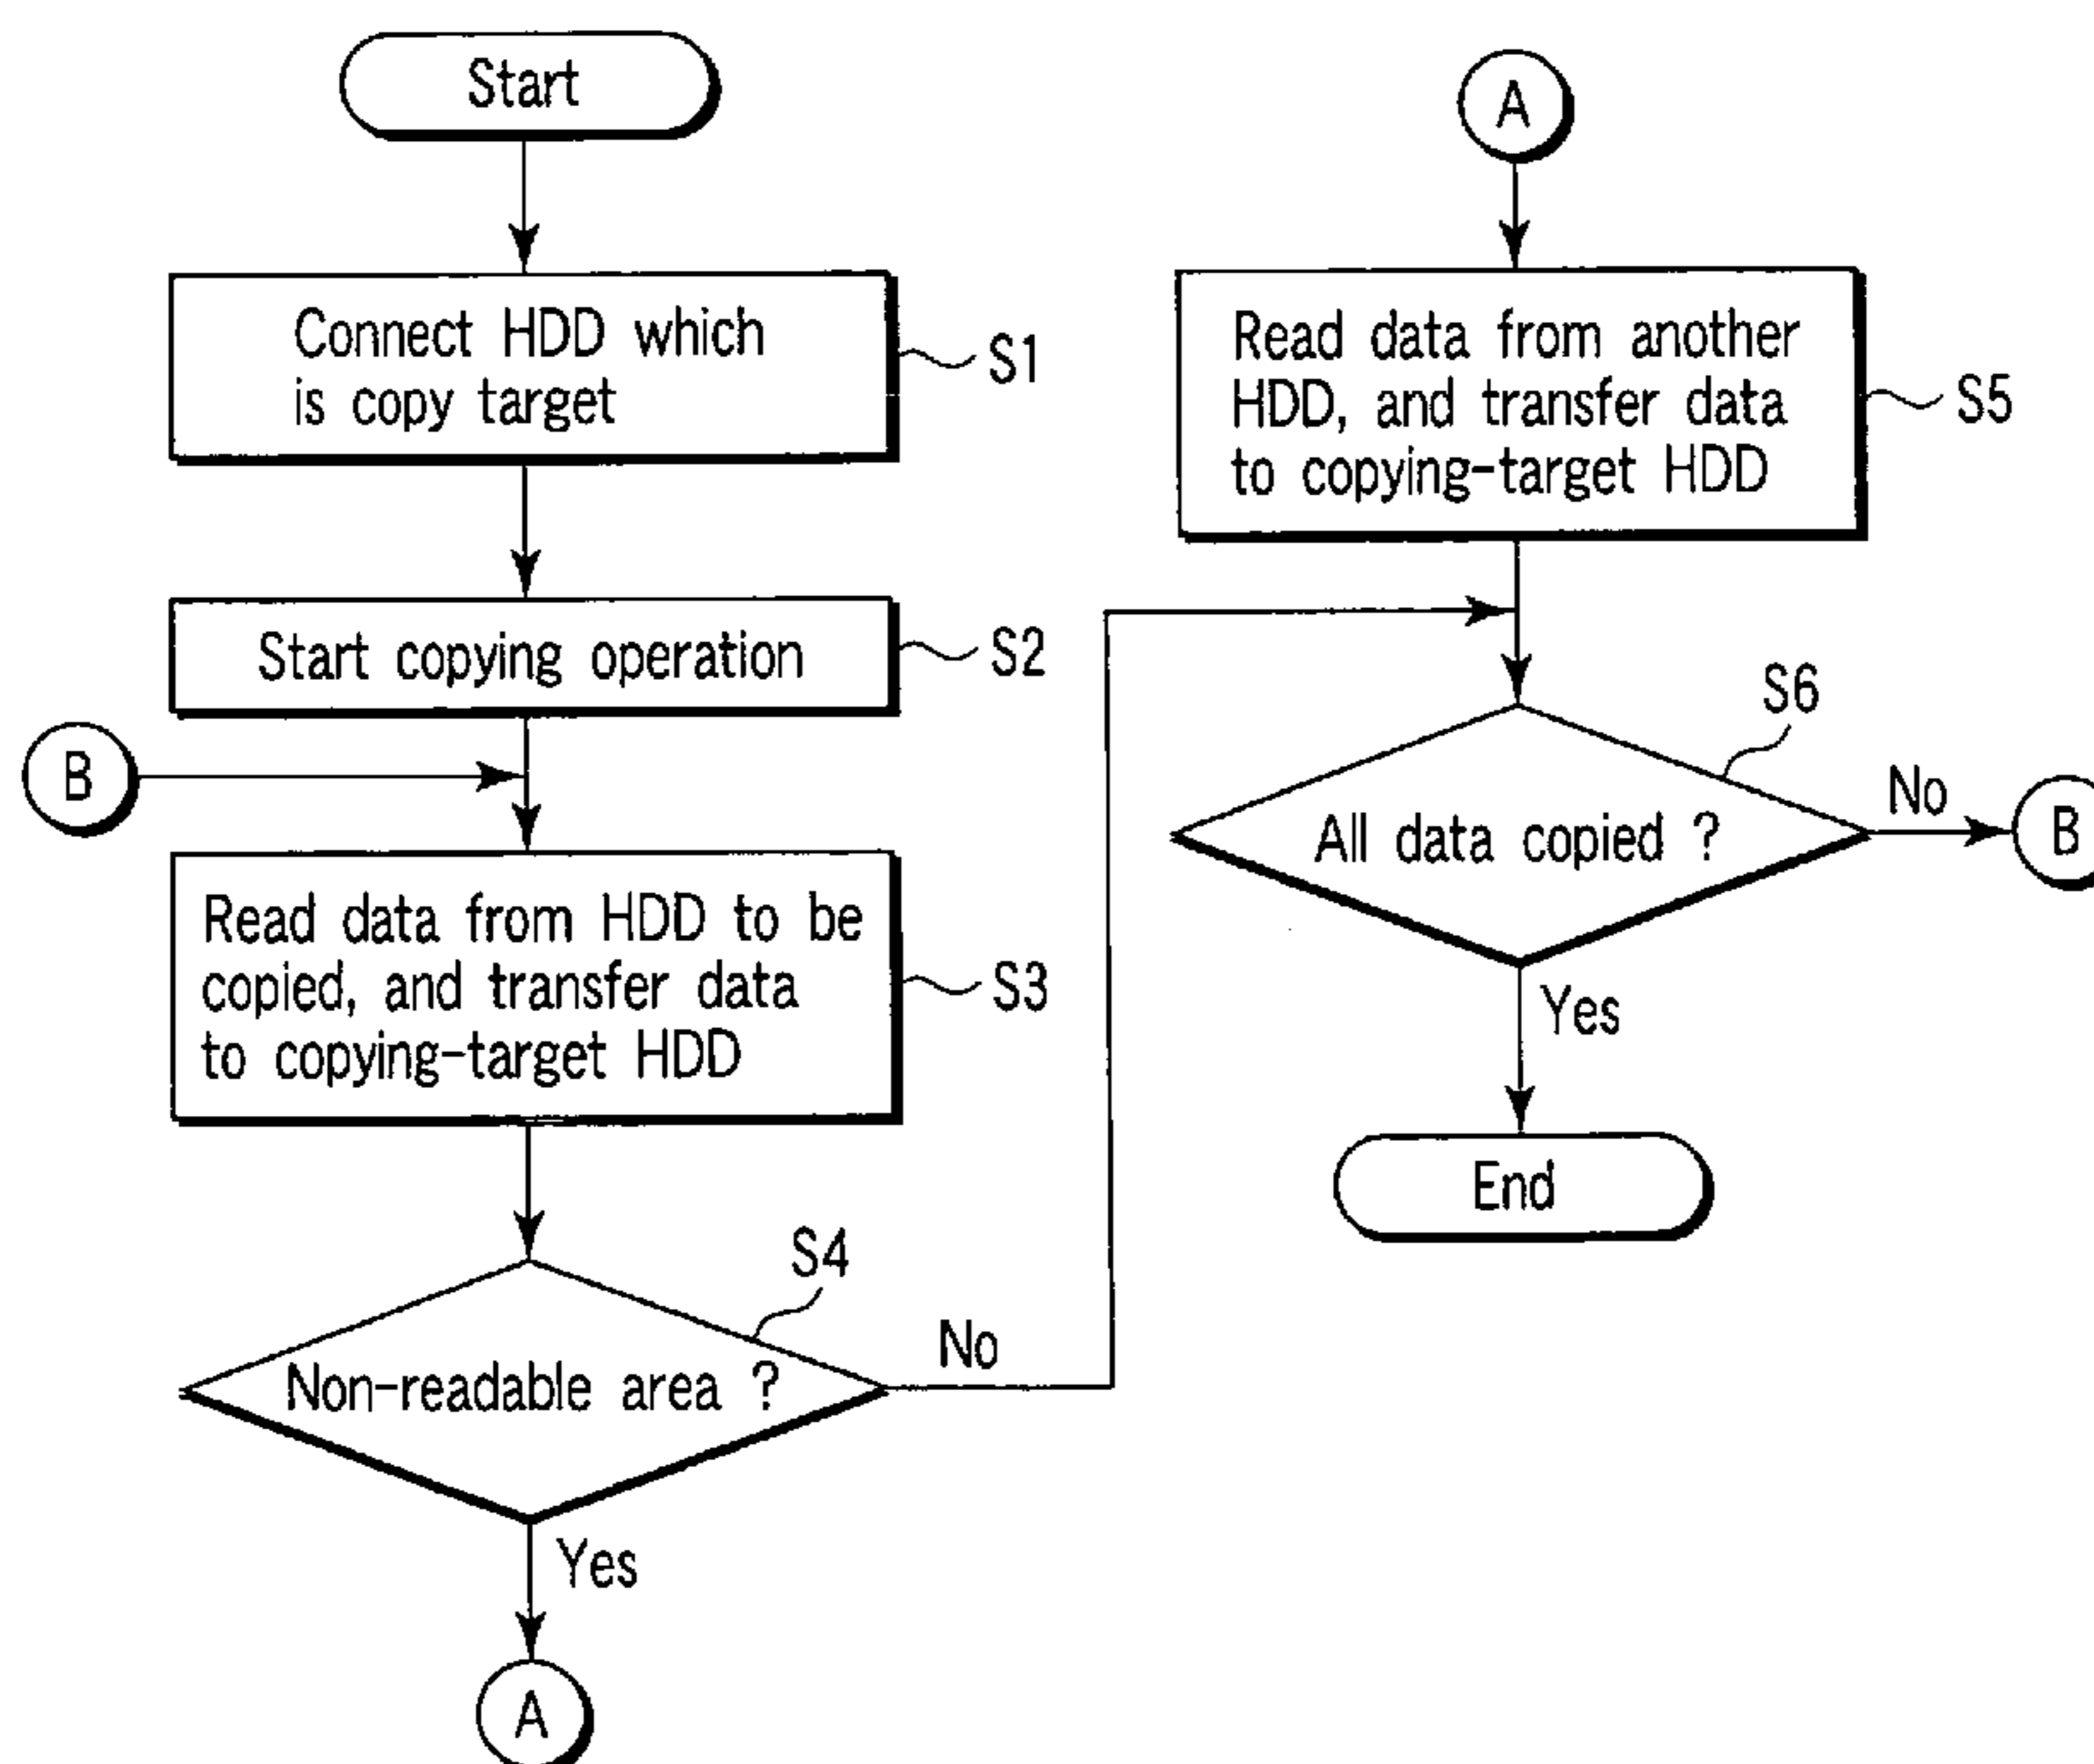 Start
Connect HDD which
is copy target
S1
Start copying operation
S2
B
Read data from HDD to be
copied, and transfer data
to copying-target HDD
S3
S4
Non-readable area ?
No
Yes
A
A
Read data from another
HDD, and transfer data
to copying-target HDD
S5
S6
All data copied ?
No
B
Yes
End